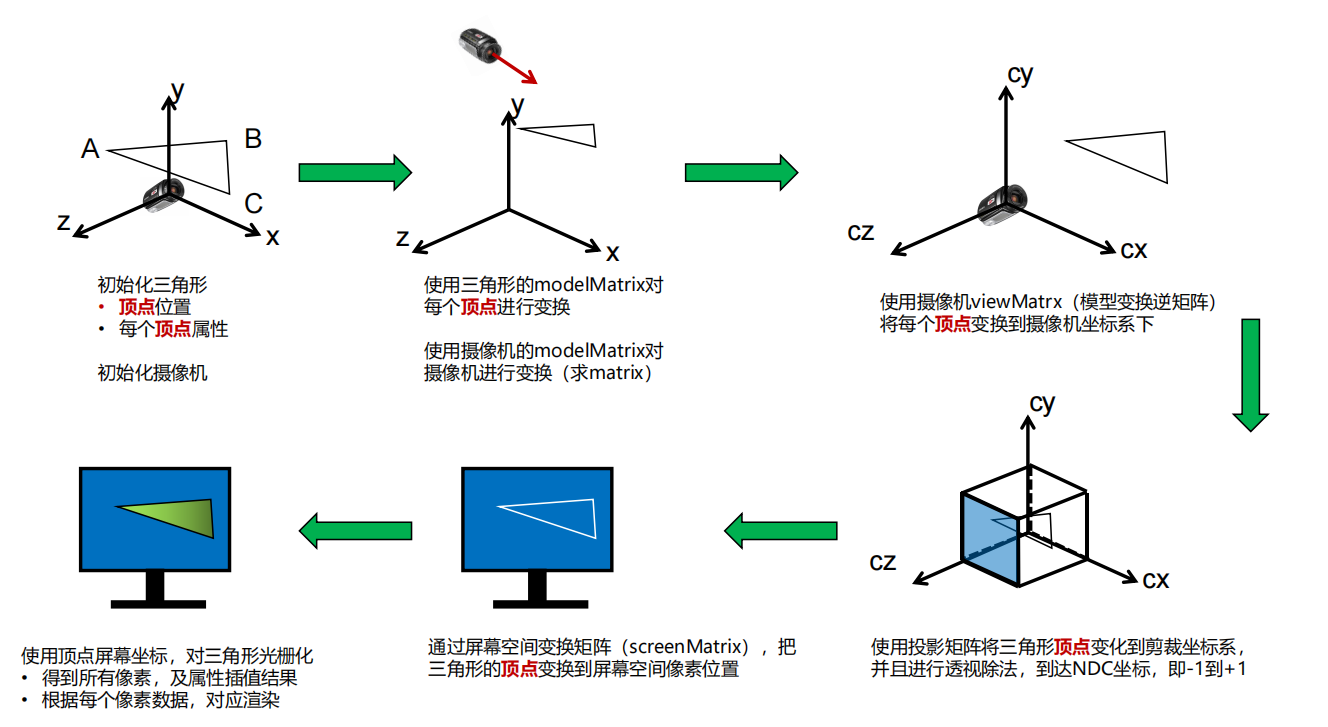 y
A
B
C
z
x
初始化三角形
• 顶点位置
• 每个顶点属性
初始化摄像机
y
z
x
使用三角形的modelMatrix对
每个顶点进行变换
使用摄像机的modelMatrix对
摄像机进行变换（求matrix）
cy
cz
cx
使用摄像机viewMatrx（模型变换逆矩阵）
将每个顶点变换到摄像机坐标系下
cy
cz
cx
使用投影矩阵将三角形顶点变化到剪裁坐标系，
并且进行透视除法，到达NDC坐标，即-1到+1
通过屏幕空间变换矩阵（screenMatrix），把
三角形的顶点变换到屏幕空间像素位置
使用顶点屏幕坐标，对三角形光栅化
• 得到所有像素，及属性插值结果
• 根据每个像素数据，对应渲染